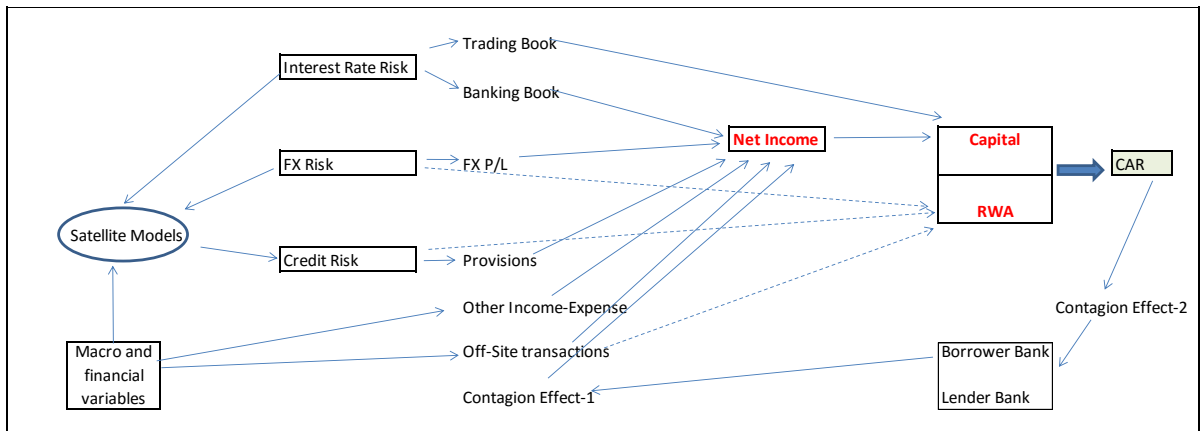 Trading Book
Interest Rate Risk
Banking Book
Net Income
Capital
FX Risk
FX P/L
CAR
RWA
Satellite Models
Credit Risk
Provisions
Other Income-Expense
Contagion Effect-2
Macro and
financial
variables
Off-Site transactions
Borrower Bank
Contagion Effect-1
Lender Bank